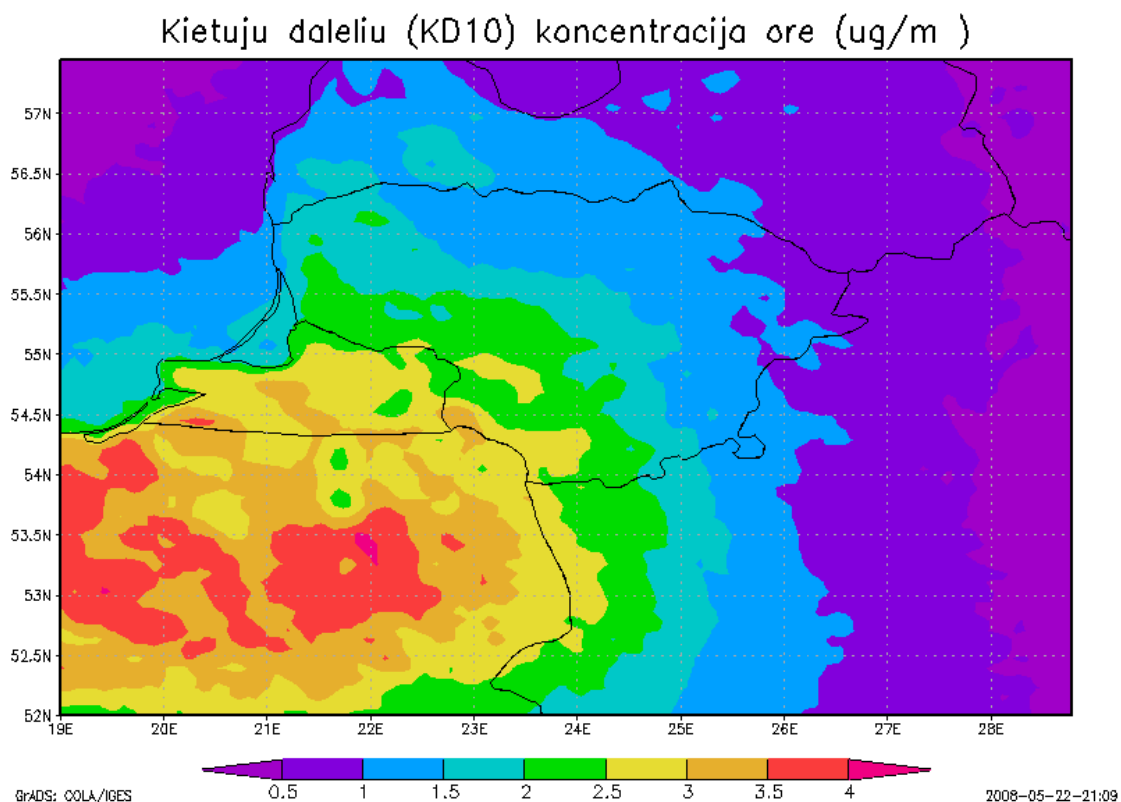 Kietuju daleliu (KD10) koncentracija ore (ug/m )
57N
56.5N
56N
55.5N
55N
54.5N
54N
53.5N
53N
52.5N
52N
19E 20E 21E 22E 23E 24E 25E 26E 27E 28E
0.5 1 1.5 2 2.5 3 3.5 4
GrADS: COLA/IGES 2008-05-22-21:09